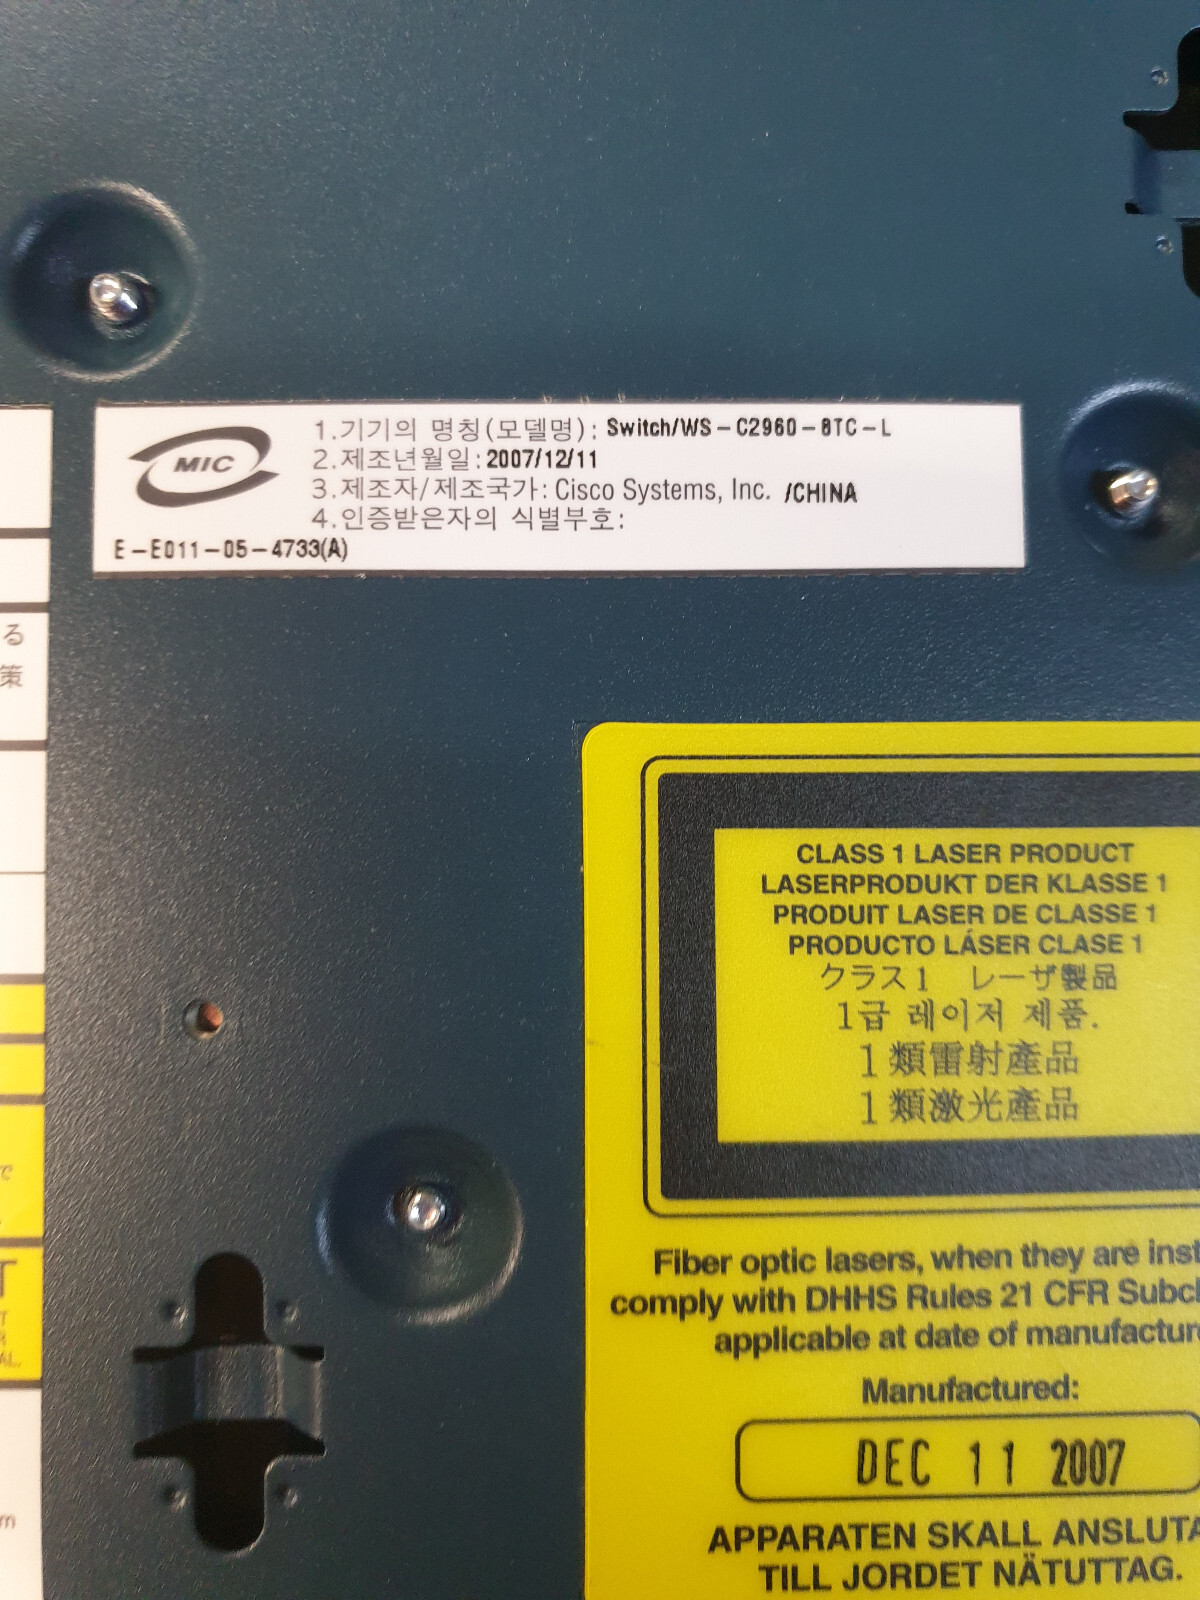 MIC
1.기기의 명칭(모델명): Switch/WS-C2960-8TC-L
2.제조년월일:2007/12/11
3.제조자/제조국가: Cisco Systems, Inc. /CHINA
4.인증받은자의 식별부호:
E-E011-05-4733(A)
る
策
CLASS 1 LASER PRODUCT
LASERPRODUKT DER KLASSE 1
PRODUIT LASER DE CLASSE 1
PRODUCTO LÁSER CLASE 1
クラス1 レーザ製品
1급 레이저 제품.
1類雷射產品
1類激光產品
で
T
AL.
m
Fiber optic lasers, when they are inst
comply with DHHS Rules 21 CFR Subc
applicable at date of manufactur
Manufactured:
DEC 11 2007
APPARATEN SKALL ANSLUTA
TILL JORDET NÄTUTTAG.